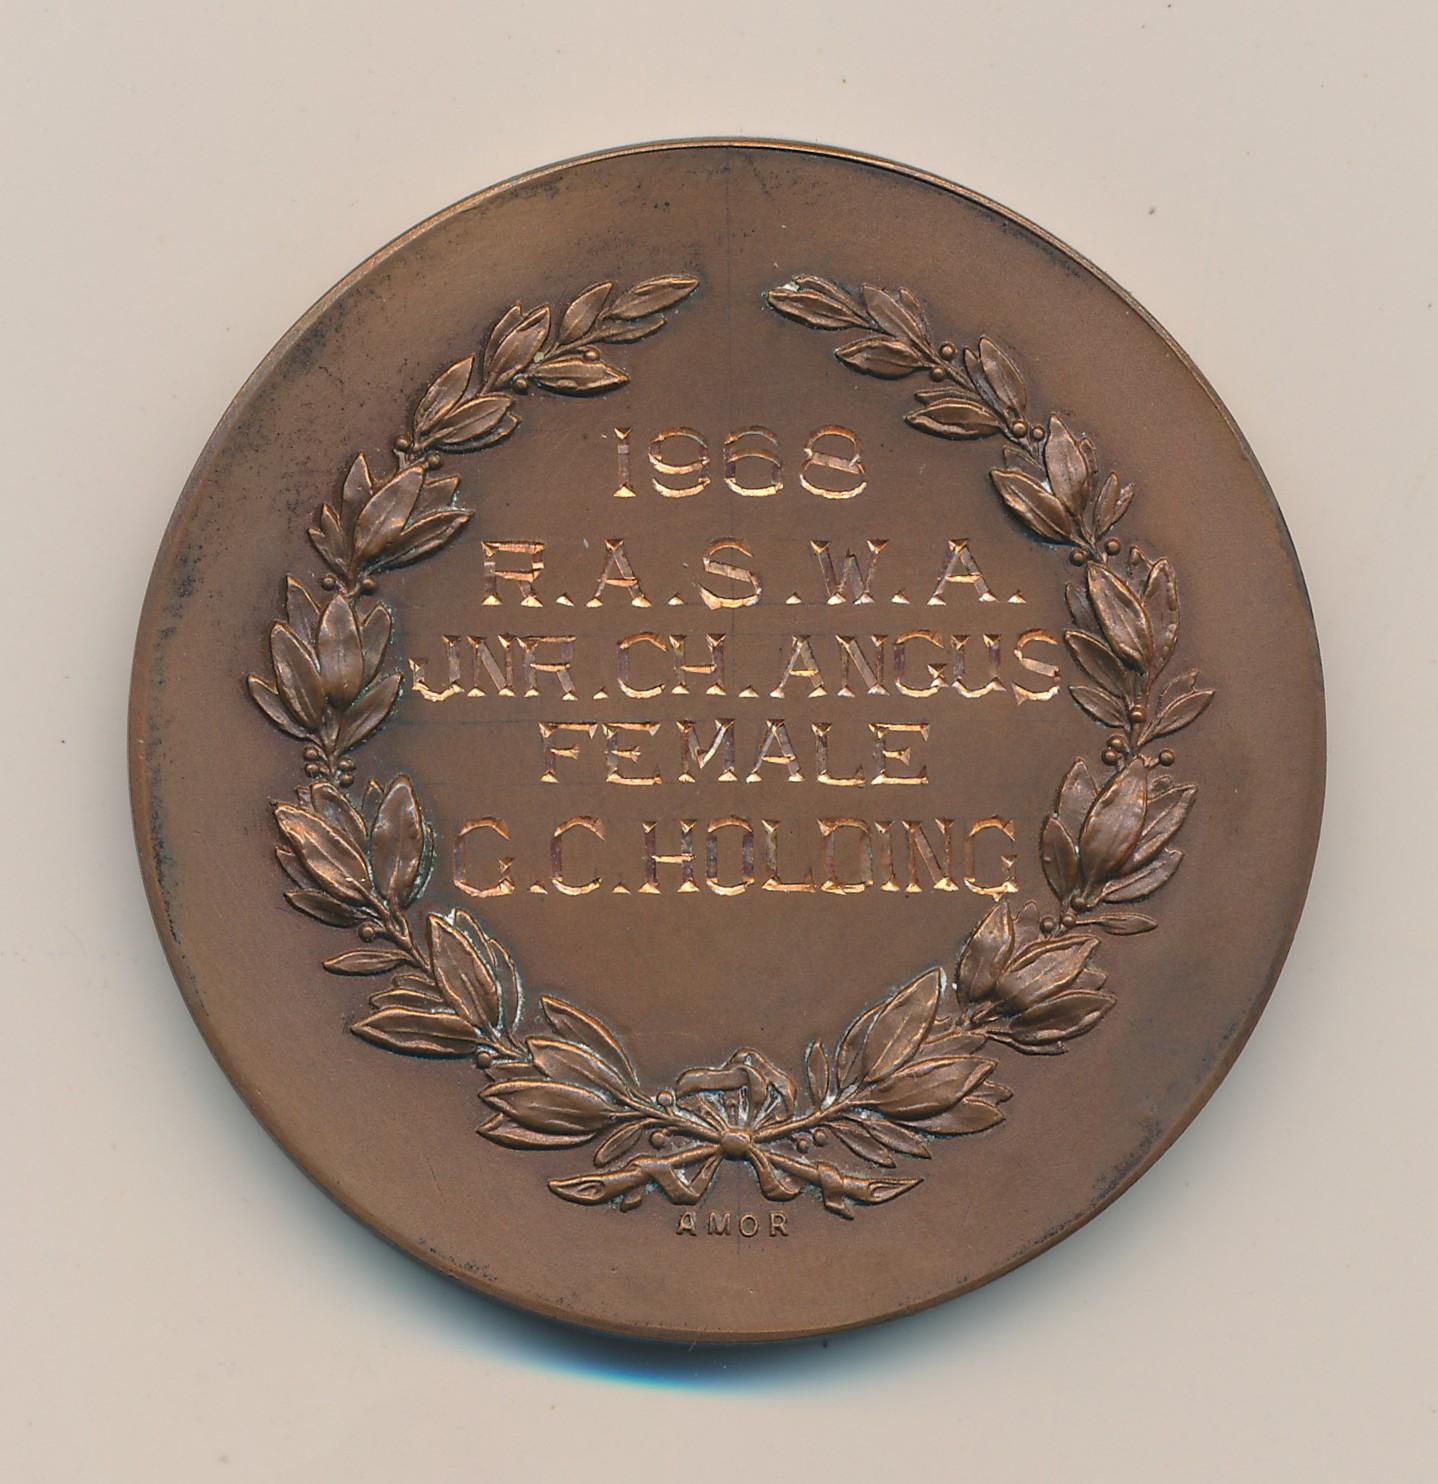 1968
R.A.S.W.A.
JNR.CH.ANGUS
FEMALE
G.C.HOLDING
AMOR